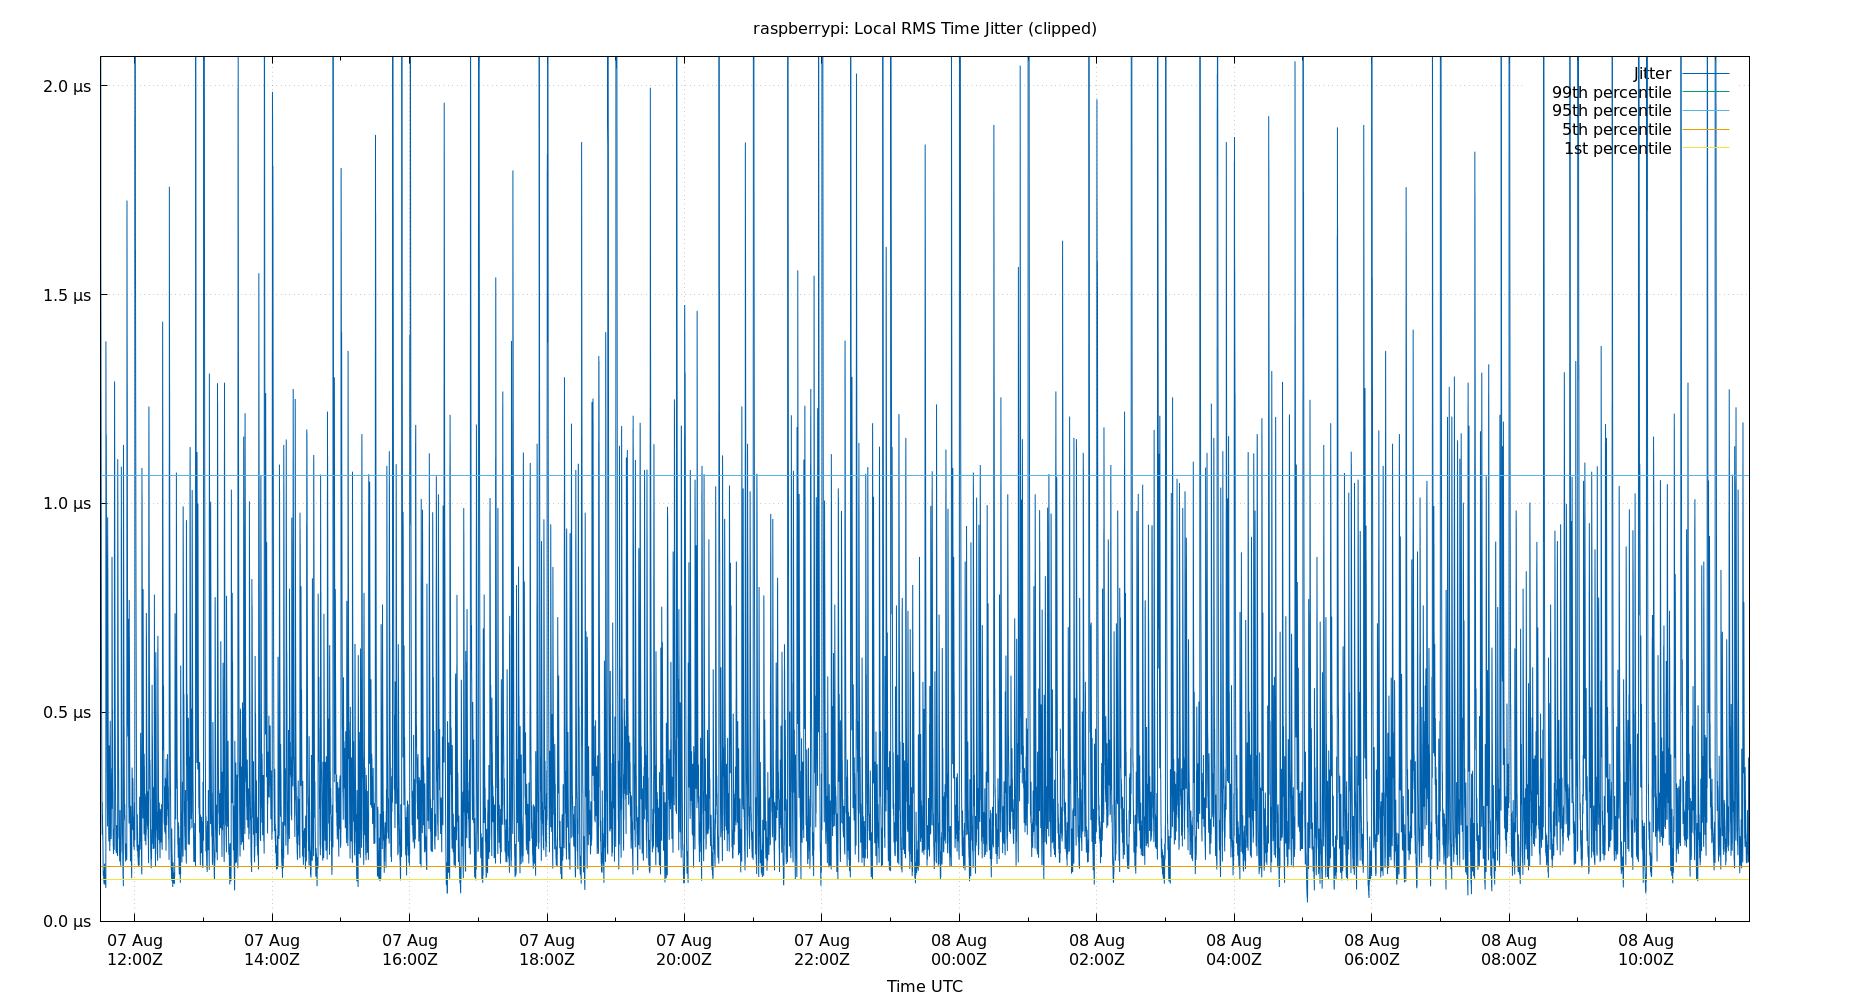 raspberrypi: Local RMS Time Jitter (clipped)
2.0 µs
1.5 µs
1.0 µs
0.5 µs
0.0 µs
Jitter
99th percentile
95th percentile
5th percentile
1st percentile
07 Aug 07 Aug 07 Aug 07 Aug 07 Aug 07 Aug 08 Aug 08 Aug 08 Aug 08 Aug 08 Aug 08 Aug
12:00Z 14:00Z 16:00Z 18:00Z 20:00Z 22:00Z 00:00Z 02:00Z 04:00Z 06:00Z 08:00Z 10:00Z
Time UTC